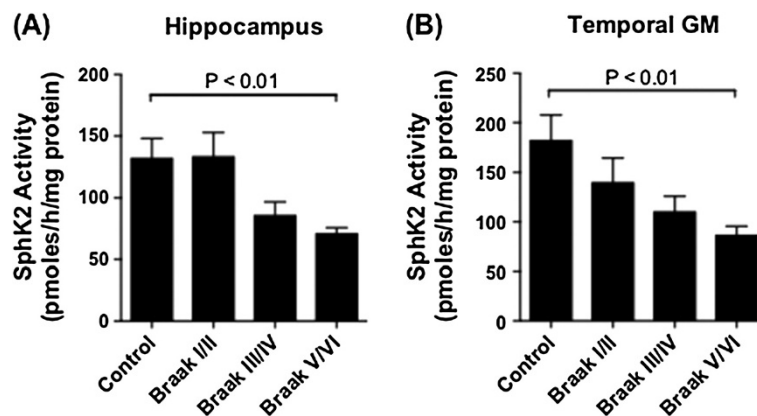 (A) Hippocampus
SphK2 Activity
(pmoles/h/mg protein)
200
150
100
50
0
P < 0.01
Control
Braak I/II
Braak III/IV
Braak V/VI
(B) Temporal GM
SphK2 Activity
(pmoles/h/mg protein)
250
200
150
100
50
0
P < 0.01
Control
Braak I/II
Braak III/IV
Braak V/VI